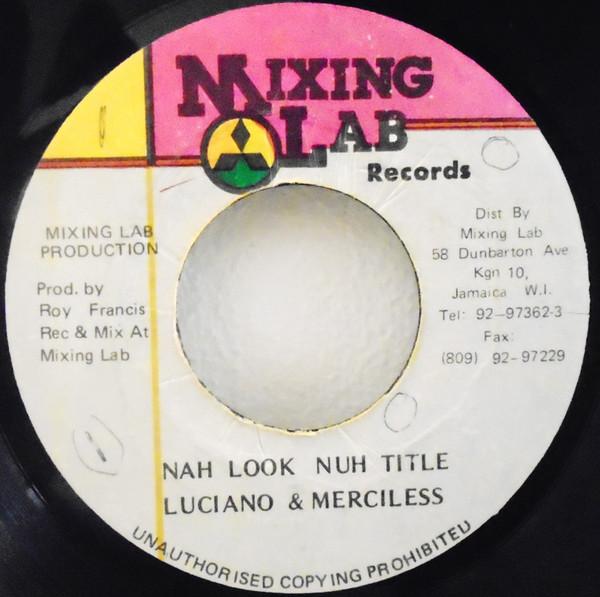 MIXING
LAB
Records
MIXING LAB
PRODUCTION
Prod. by
Roy Francis
Rec & Mix At
Mixing Lab
Dist By
Mixing Lab
58 Dunbarton Ave
Kgn 10,
Jamaica W.I.
Tel: 92-97362-3
Fax:
(809) 92-97229
NAH LOOK NUH TITLE
LUCIANO & MERCILESS
UNAUTHORISED COPYING PROHIBITED